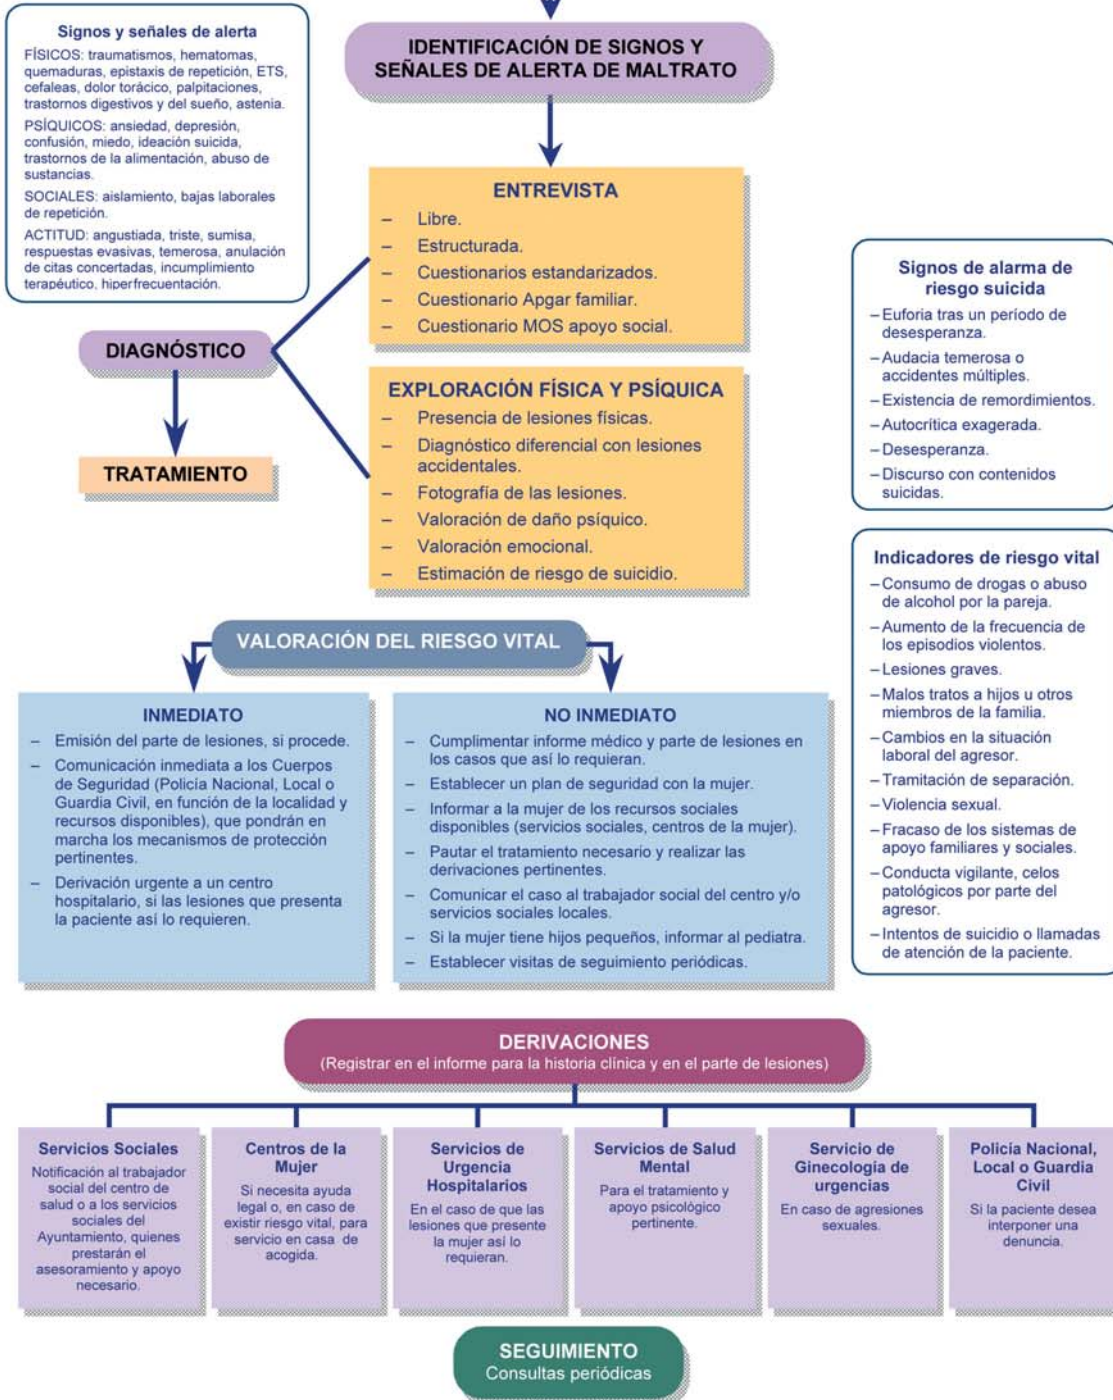 Signos y señales de alerta
FÍSICOS: traumatismos, hematomas,
quemaduras, epistaxis de repetición, ETS,
cefaleas, dolor torácico, palpitaciones,
trastornos digestivos y del sueño, astenia.
PSÍQUICOS: ansiedad, depresión,
confusión, miedo, ideación suicida,
trastornos de la alimentación, abuso de
sustancias.
SOCIALES: aislamiento, bajas laborales
de repetición.
ACTITUD: angustiada, triste, sumisa,
respuestas evasivas, temerosa, anulación
de citas concertadas, incumplimiento
terapéutico, hiperfrecuentación.
IDENTIFICACIÓN DE SIGNOS Y
SEÑALES DE ALERTA DE MALTRATO
ENTREVISTA
– Libre.
– Estructurada.
– Cuestionarios estandarizados.
– Cuestionario Apgar familiar.
– Cuestionario MOS apoyo social.
DIAGNÓSTICO
TRATAMIENTO
EXPLORACIÓN FÍSICA Y PSÍQUICA
– Presencia de lesiones físicas.
– Diagnóstico diferencial con lesiones
accidentales.
– Fotografía de las lesiones.
– Valoración de daño psíquico.
– Valoración emocional.
– Estimación de riesgo de suicidio.
Signos de alarma de
riesgo suicida
– Euforia tras un período de
desesperanza.
– Audacia temerosa o
accidentes múltiples.
– Existencia de remordimientos.
– Autocrítica exagerada.
– Desesperanza.
– Discurso con contenidos
suicidas.
Indicadores de riesgo vital
– Consumo de drogas o abuso
de alcohol por la pareja.
– Aumento de la frecuencia de
los episodios violentos.
– Lesiones graves.
– Malos tratos a hijos u otros
miembros de la familia.
– Cambios en la situación
laboral del agresor.
– Tramitación de separación.
– Violencia sexual.
– Fracaso de los sistemas de
apoyo familiares y sociales.
– Conducta vigilante, celos
patológicos por parte del
agresor.
– Intentos de suicidio o llamadas
de atención de la paciente.
VALORACIÓN DEL RIESGO VITAL
INMEDIATO
– Emisión del parte de lesiones, si procede.
– Comunicación inmediata a los Cuerpos
de Seguridad (Policía Nacional, Local o
Guardia Civil, en función de la localidad y
recursos disponibles), que pondrán en
marcha los mecanismos de protección
pertinentes.
– Derivación urgente a un centro
hospitalario, si las lesiones que presenta
la paciente así lo requieren.
NO INMEDIATO
– Cumplimentar informe médico y parte de lesiones en
los casos que así lo requieran.
– Establecer un plan de seguridad con la mujer.
– Informar a la mujer de los recursos sociales
disponibles (servicios sociales, centros de la mujer).
– Pautar el tratamiento necesario y realizar las
derivaciones pertinentes.
– Comunicar el caso al trabajador social del centro y/o
servicios sociales locales.
– Si la mujer tiene hijos pequeños, informar al pediatra.
– Establecer visitas de seguimiento periódicas.
DERIVACIONES
(Registrar en el informe para la historia clínica y en el parte de lesiones)
Servicios Sociales
Notificación al trabajador
social del centro de
salud o a los servicios
sociales del
Ayuntamiento, quienes
prestarán el
asesoramiento y apoyo
necesario.
Centros de la
Mujer
Si necesita ayuda
legal o, en caso de
existir riesgo vital, para
servicio en casa de
acogida.
Servicios de
Urgencia
Hospitalarios
En el caso de que las
lesiones que presente
la mujer así lo
requieran.
Servicios de Salud
Mental
Para el tratamiento y
apoyo psicológico
pertinente.
Servicio de
Ginecología de
urgencias
En caso de agresiones
sexuales.
Policía Nacional,
Local o Guardia
Civil
Si la paciente desea
interponer una
denuncia.
SEGUIMIENTO
Consultas periódicas